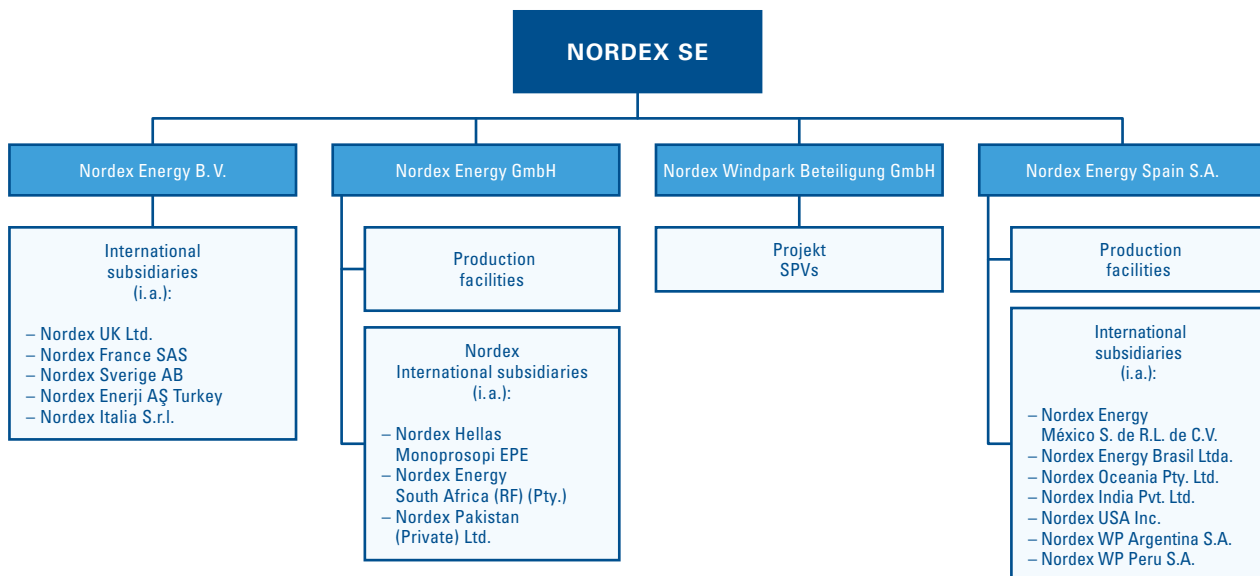 NORDEX SE
Nordex Energy B. V.
Nordex Energy GmbH
Nordex Windpark Beteiligung GmbH
Nordex Energy Spain S.A.
International
subsidiaries
(i. a.):
– Nordex UK Ltd.
– Nordex France SAS
– Nordex Sverige AB
– Nordex Enerji AŞ Turkey
– Nordex Italia S.r.l.
Production
facilities
Nordex
International subsidiaries
(i. a.):
– Nordex Hellas
Monoprosopi EPE
– Nordex Energy
South Africa (RF) (Pty.)
– Nordex Pakistan
(Private) Ltd.
Projekt
SPVs
Production
facilities
International
subsidiaries
(i. a.):
– Nordex Energy
México S. de R.L. de C.V.
– Nordex Energy Brasil Ltda.
– Nordex Oceania Pty. Ltd.
– Nordex India Pvt. Ltd.
– Nordex USA Inc.
– Nordex WP Argentina S.A.
– Nordex WP Peru S.A.